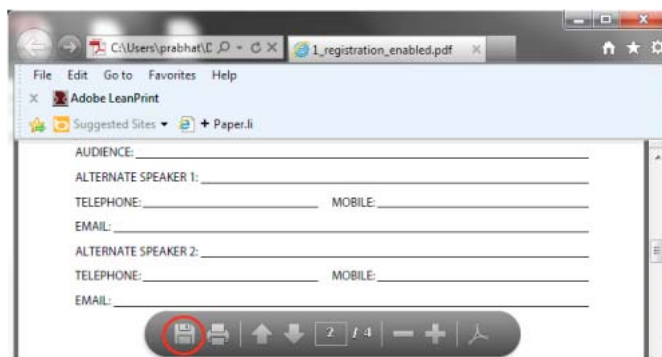 C:\Users\prabhat\D
1_registration_enabled.pdf
File Edit Go to Favorites Help
Adobe LeanPrint
Suggested Sites + Paper.li
AUDIENCE:
ALTERNATE SPEAKER 1:
TELEPHONE: MOBILE:
EMAIL:
ALTERNATE SPEAKER 2:
TELEPHONE: MOBILE:
EMAIL:
2 / 4